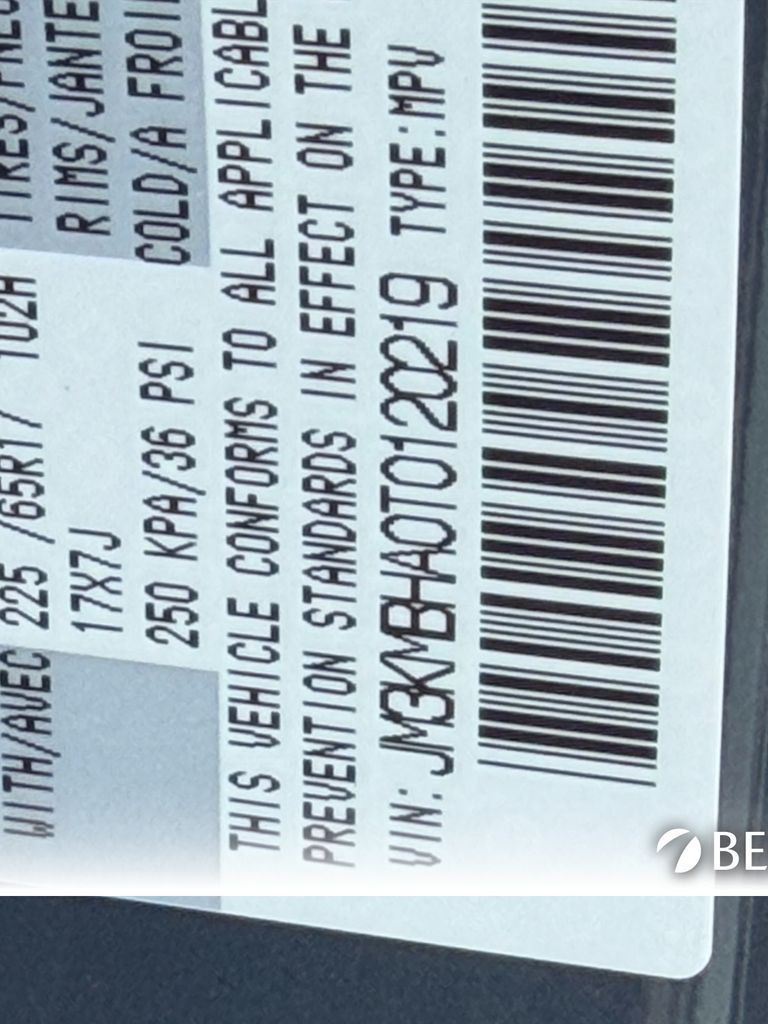 WITH/AVEC 225 /65R17 102H TIRES/PNEU
17X7J RIMS/JANTE
250 KPA/36 PSI COLD/A FROI
THIS VEHICLE CONFORMS TO ALL APPLICABL
PREVENTION STANDARDS IN EFFECT ON THE
VIN: JM3KMBHA0T0120219 TYPE:MPV
BE